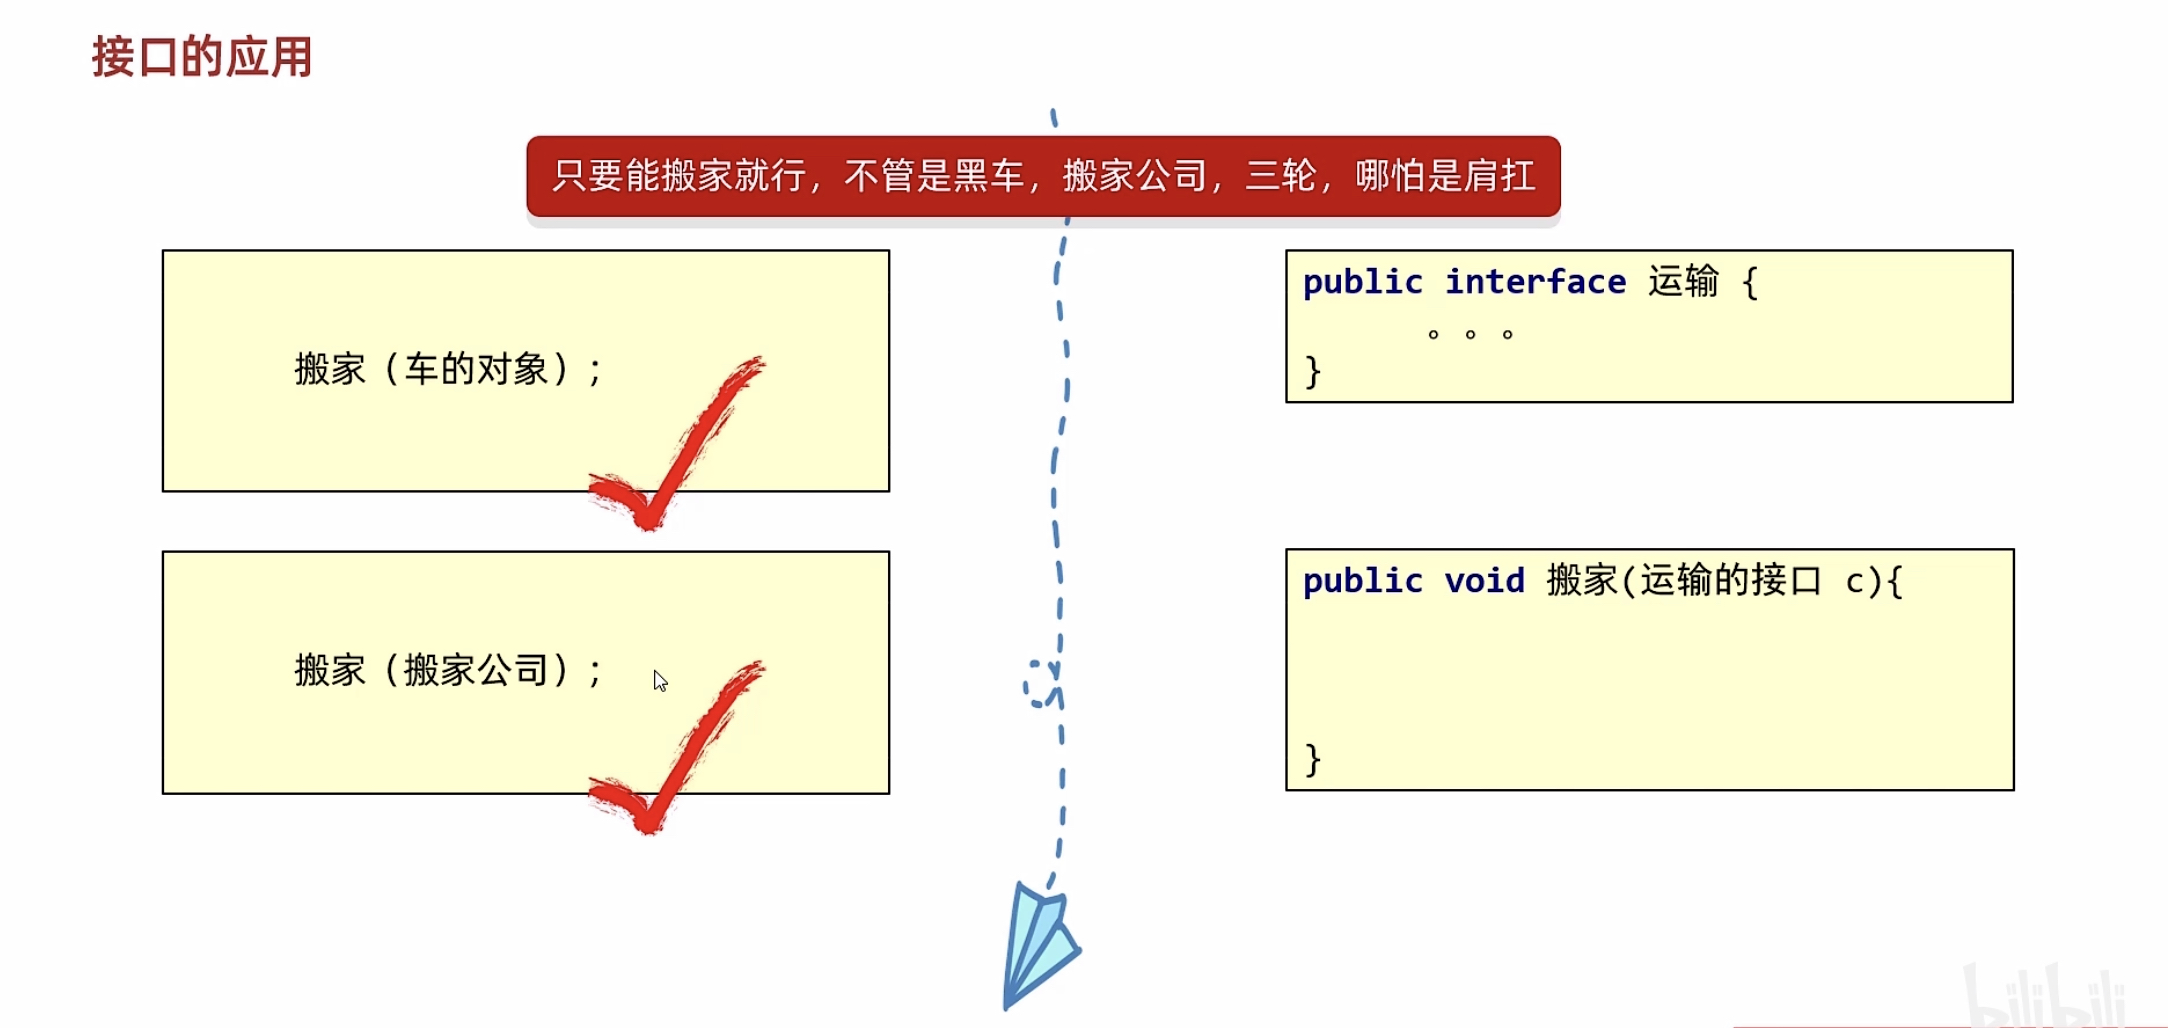 接口的应用
只要能搬家就行，不管是黑车，搬家公司，三轮，哪怕是肩扛
搬家（车的对象）；
搬家（搬家公司）；
public interface 运输 {
。。。
}
public void 搬家(运输的接口 c){
}
bilibili